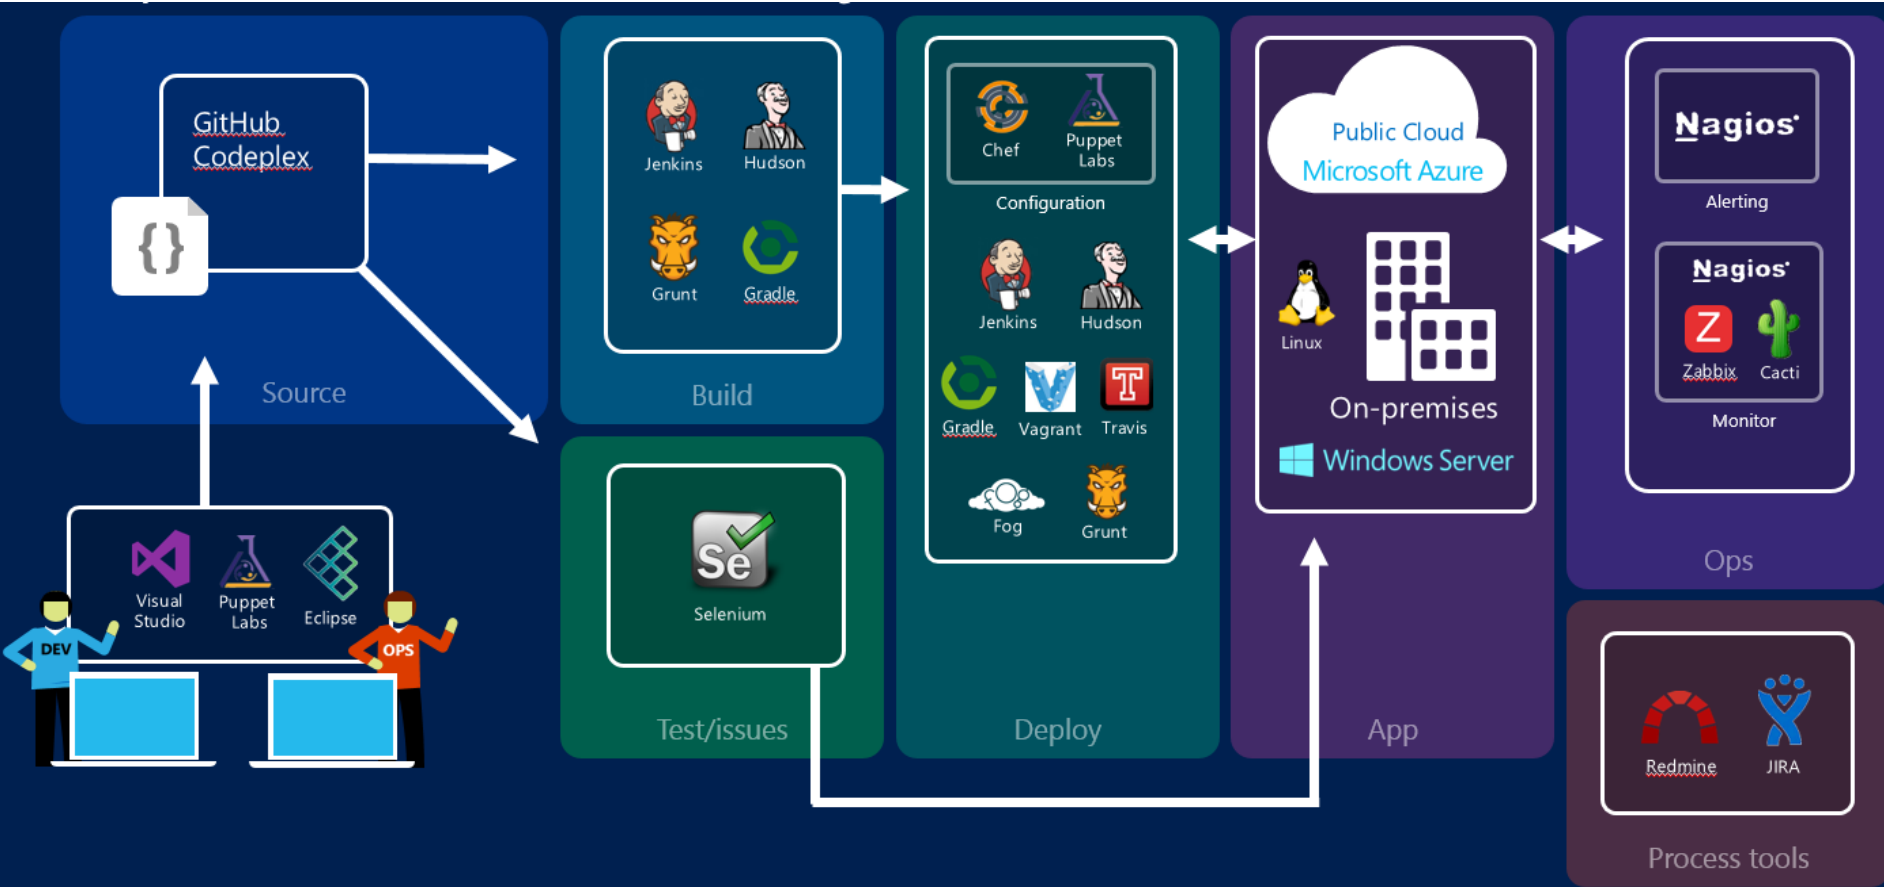 GitHub
Codeplex
{}
Source
Visual
Studio
Puppet
Labs
Eclipse
DEV
OPS
Jenkins
Hudson
Grunt
Gradle
Build
Se
Selenium
Test/issues
Chef
Puppet
Labs
Configuration
Jenkins
Hudson
Gradle
V
Vagrant
T
Travis
Fog
Grunt
Deploy
Public Cloud
Microsoft Azure
Linux
On-premises
Windows Server
App
Nagios
Alerting
Nagios
Z
Zabbix
Cacti
Monitor
Ops
Redmine
JIRA
Process tools